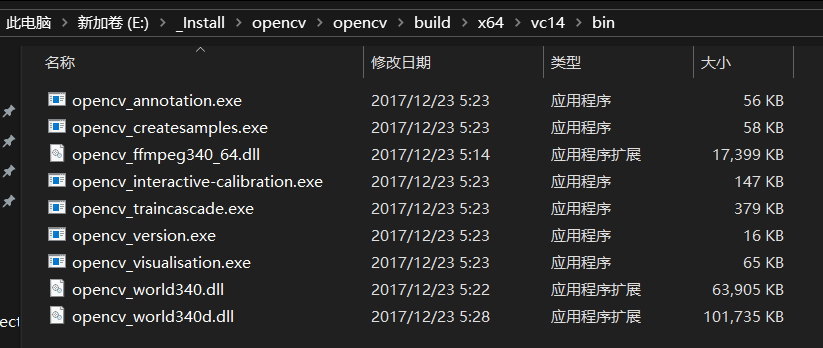 此电脑 > 新加卷 (E:) > _Install > opencv > opencv > build > x64 > vc14 > bin
名称 修改日期 类型 大小
opencv_annotation.exe 2017/12/23 5:23 应用程序 56 KB
opencv_createsamples.exe 2017/12/23 5:23 应用程序 58 KB
opencv_ffmpeg340_64.dll 2017/12/23 5:14 应用程序扩展 17,399 KB
opencv_interactive-calibration.exe 2017/12/23 5:23 应用程序 147 KB
opencv_traincascade.exe 2017/12/23 5:23 应用程序 379 KB
opencv_version.exe 2017/12/23 5:23 应用程序 16 KB
opencv_visualisation.exe 2017/12/23 5:23 应用程序 65 KB
opencv_world340.dll 2017/12/23 5:22 应用程序扩展 63,905 KB
opencv_world340d.dll 2017/12/23 5:28 应用程序扩展 101,735 KB